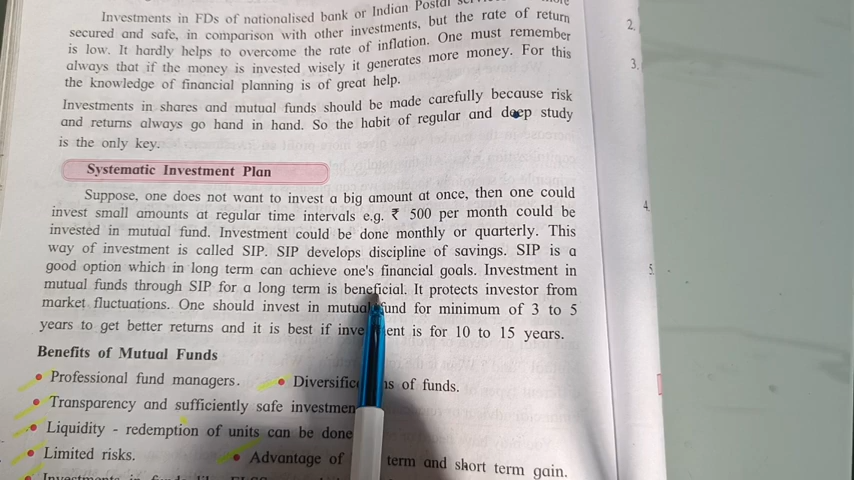 Investments in FDs of nationalised bank or Indian Postal
secured and safe, in comparison with other investments, but the rate of return
is low. It hardly helps to overcome the rate of inflation. One must remember
always that if the money is invested wisely it generates more money. For this
the knowledge of financial planning is of great help.
Investments in shares and mutual funds should be made carefully because risk
and returns always go hand in hand. So the habit of regular and deep study
is the only key.
Systematic Investment Plan
Suppose, one does not want to invest a big amount at once, then one could
invest small amounts at regular time intervals e.g. ₹ 500 per month could be
invested in mutual fund. Investment could be done monthly or quarterly. This
way of investment is called SIP. SIP develops discipline of savings. SIP is a
good option which in long term can achieve one's financial goals. Investment in
mutual funds through SIP for a long term is beneficial. It protects investor from
market fluctuations. One should invest in mutual fund for minimum of 3 to 5
years to get better returns and it is best if inve ent is for 10 to 15 years.
Benefits of Mutual Funds
• Professional fund managers. • Diversific ns of funds.
• Transparency and sufficiently safe investmen
• Liquidity - redemption of units can be done
• Limited risks. • Advantage of term and short term gain.
2.
3.
4.
5.